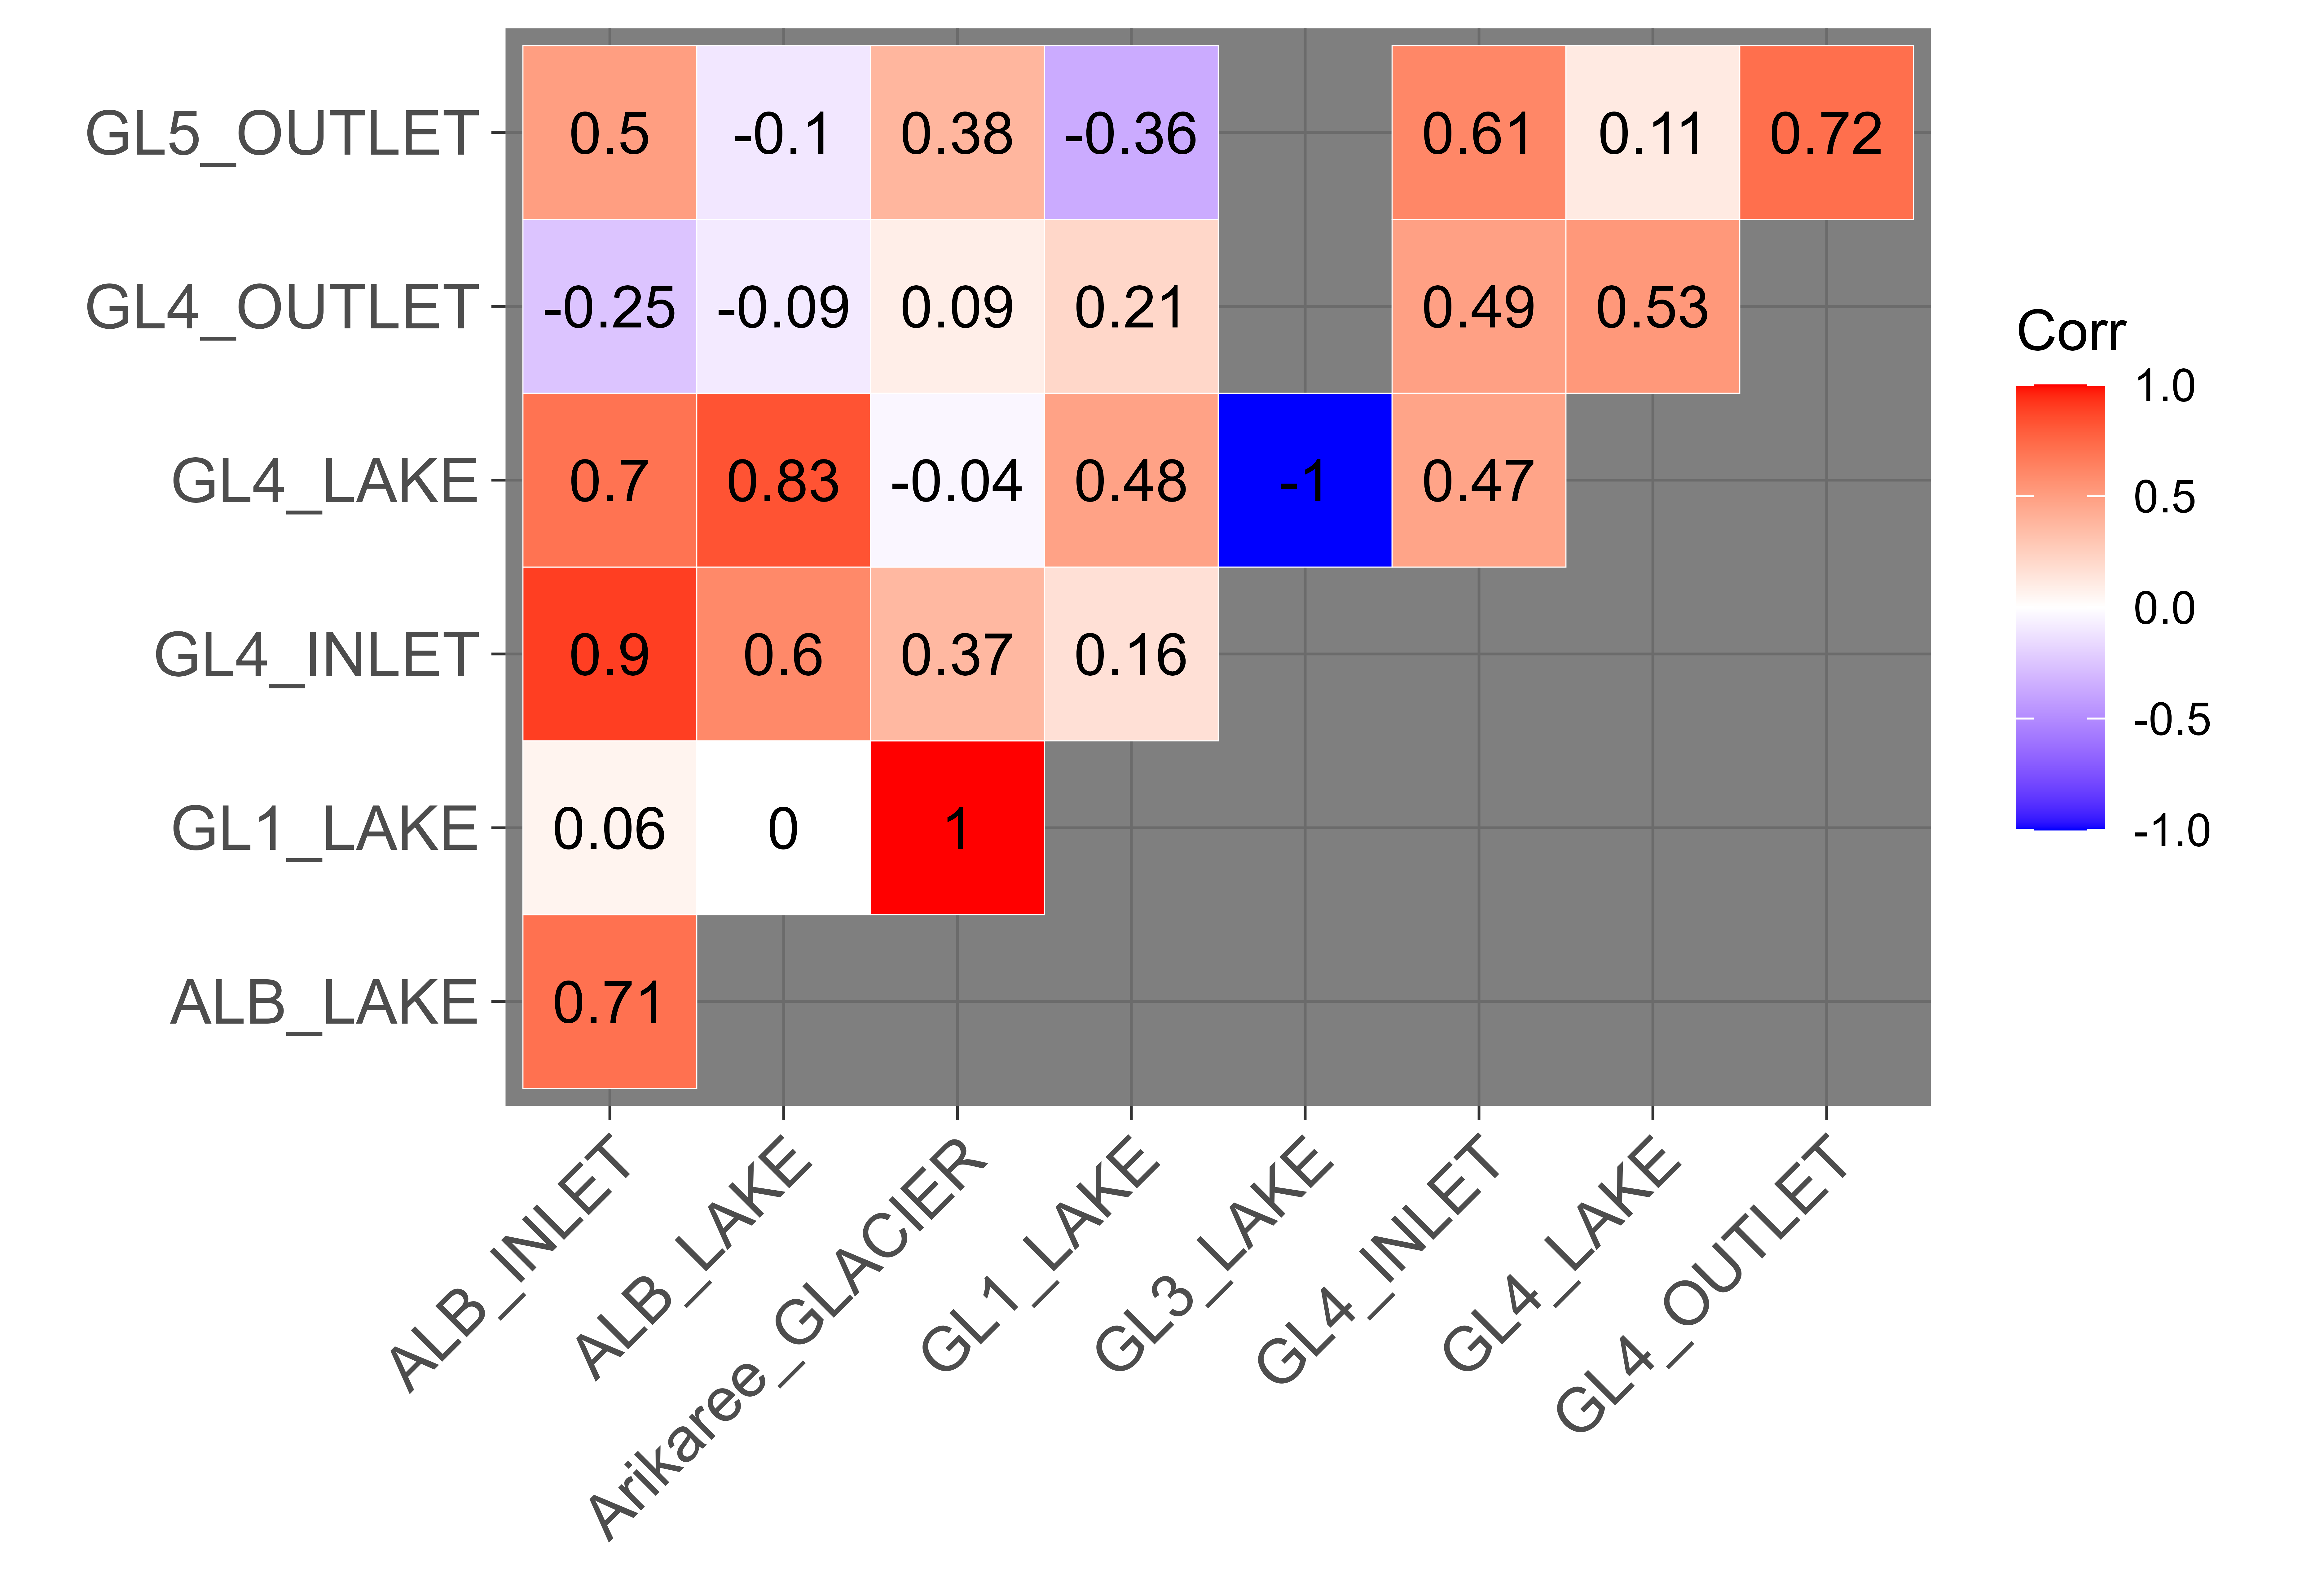 GL5_OUTLET 0.5 -0.1 0.38 -0.36 0.61 0.11 0.72
GL4_OUTLET -0.25 -0.09 0.09 0.21 0.49 0.53
GL4_LAKE 0.7 0.83 -0.04 0.48 -1 0.47
GL4_INLET 0.9 0.6 0.37 0.16
GL1_LAKE 0.06 0 1
ALB_LAKE 0.71
ALB_INLET
ALB_LAKE
Arikaree_GLACIER
GL1_LAKE
GL3_LAKE
GL4_INLET
GL4_LAKE
GL4_OUTLET
Corr
1.0
0.5
0.0
-0.5
-1.0